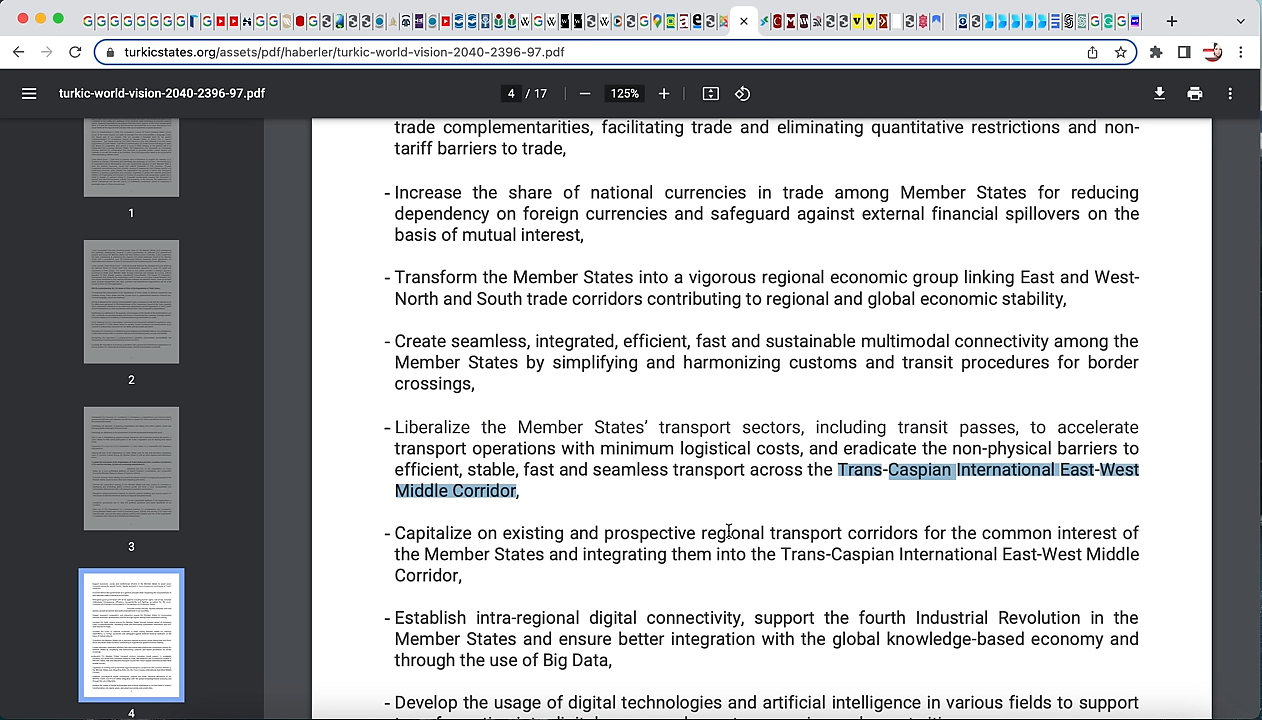 turkicstates.org/assets/pdf/haberler/turkic-world-vision-2040-2396-97.pdf
turkic-world-vision-2040-2396-97.pdf
4 / 17
125%
1
2
3
4
trade complementarities, facilitating trade and eliminating quantitative restrictions and non-
tariff barriers to trade,
- Increase the share of national currencies in trade among Member States for reducing
dependency on foreign currencies and safeguard against external financial spillovers on the
basis of mutual interest,
- Transform the Member States into a vigorous regional economic group linking East and West-
North and South trade corridors contributing to regional and global economic stability,
- Create seamless, integrated, efficient, fast and sustainable multimodal connectivity among the
Member States by simplifying and harmonizing customs and transit procedures for border
crossings,
- Liberalize the Member States’ transport sectors, including transit passes, to accelerate
transport operations with minimum logistical costs, and eradicate the non-physical barriers to
efficient, stable, fast and seamless transport across the Trans-Caspian International East-West
Middle Corridor,
- Capitalize on existing and prospective regional transport corridors for the common interest of
the Member States and integrating them into the Trans-Caspian International East-West Middle
Corridor,
- Establish intra-regional digital connectivity, support the fourth Industrial Revolution in the
Member States and ensure better integration with the global knowledge-based economy and
through the use of Big Data,
- Develop the usage of digital technologies and artificial intelligence in various fields to support